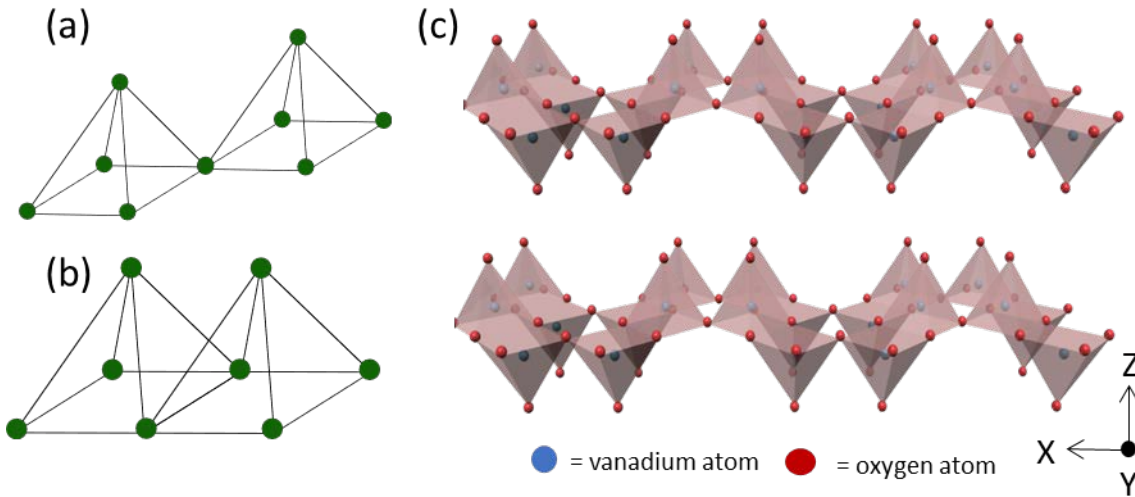 (a)
(b)
(c)
= vanadium atom
= oxygen atom
Z
X
Y